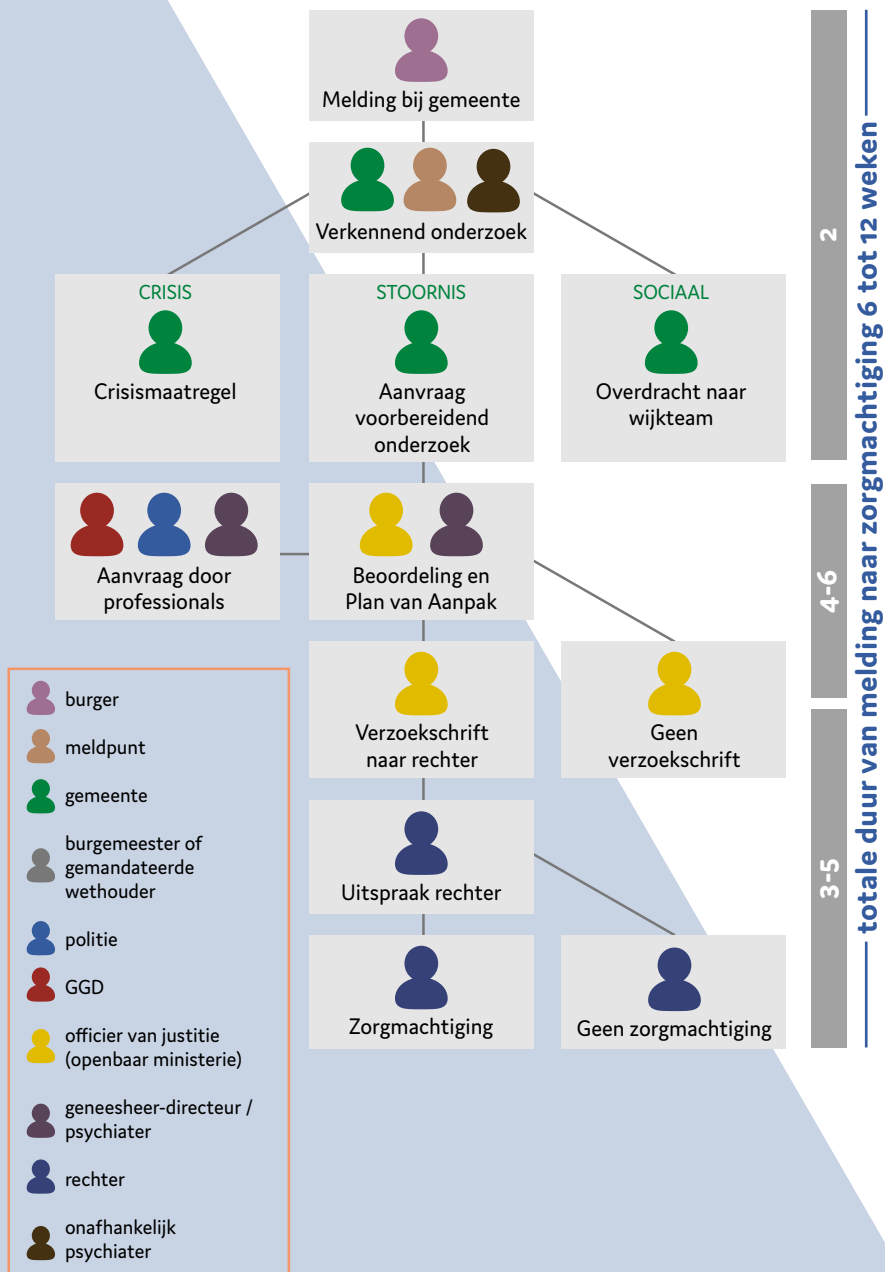 Melding bij gemeente
Verkennend onderzoek
CRISIS
Crisismaatregel
STOORNIS
Aanvraag
voorbereidend
onderzoek
SOCIAAL
Overdracht naar
wijkteam
Aanvraag door
professionals
Beoordeling en
Plan van Aanpak
Verzoekschrift
naar rechter
Geen
verzoekschrift
Uitspraak rechter
Zorgmachtiging
Geen zorgmachtiging
burger
meldpunt
gemeente
burgemeester of
gemandateerde
wethouder
politie
GGD
officier van justitie
(openbaar ministerie)
geneesheer-directeur /
psychiater
rechter
onafhankelijk
psychiater
2
4-6
3-5
totale duur van melding naar zorgmachtiging 6 tot 12 weken